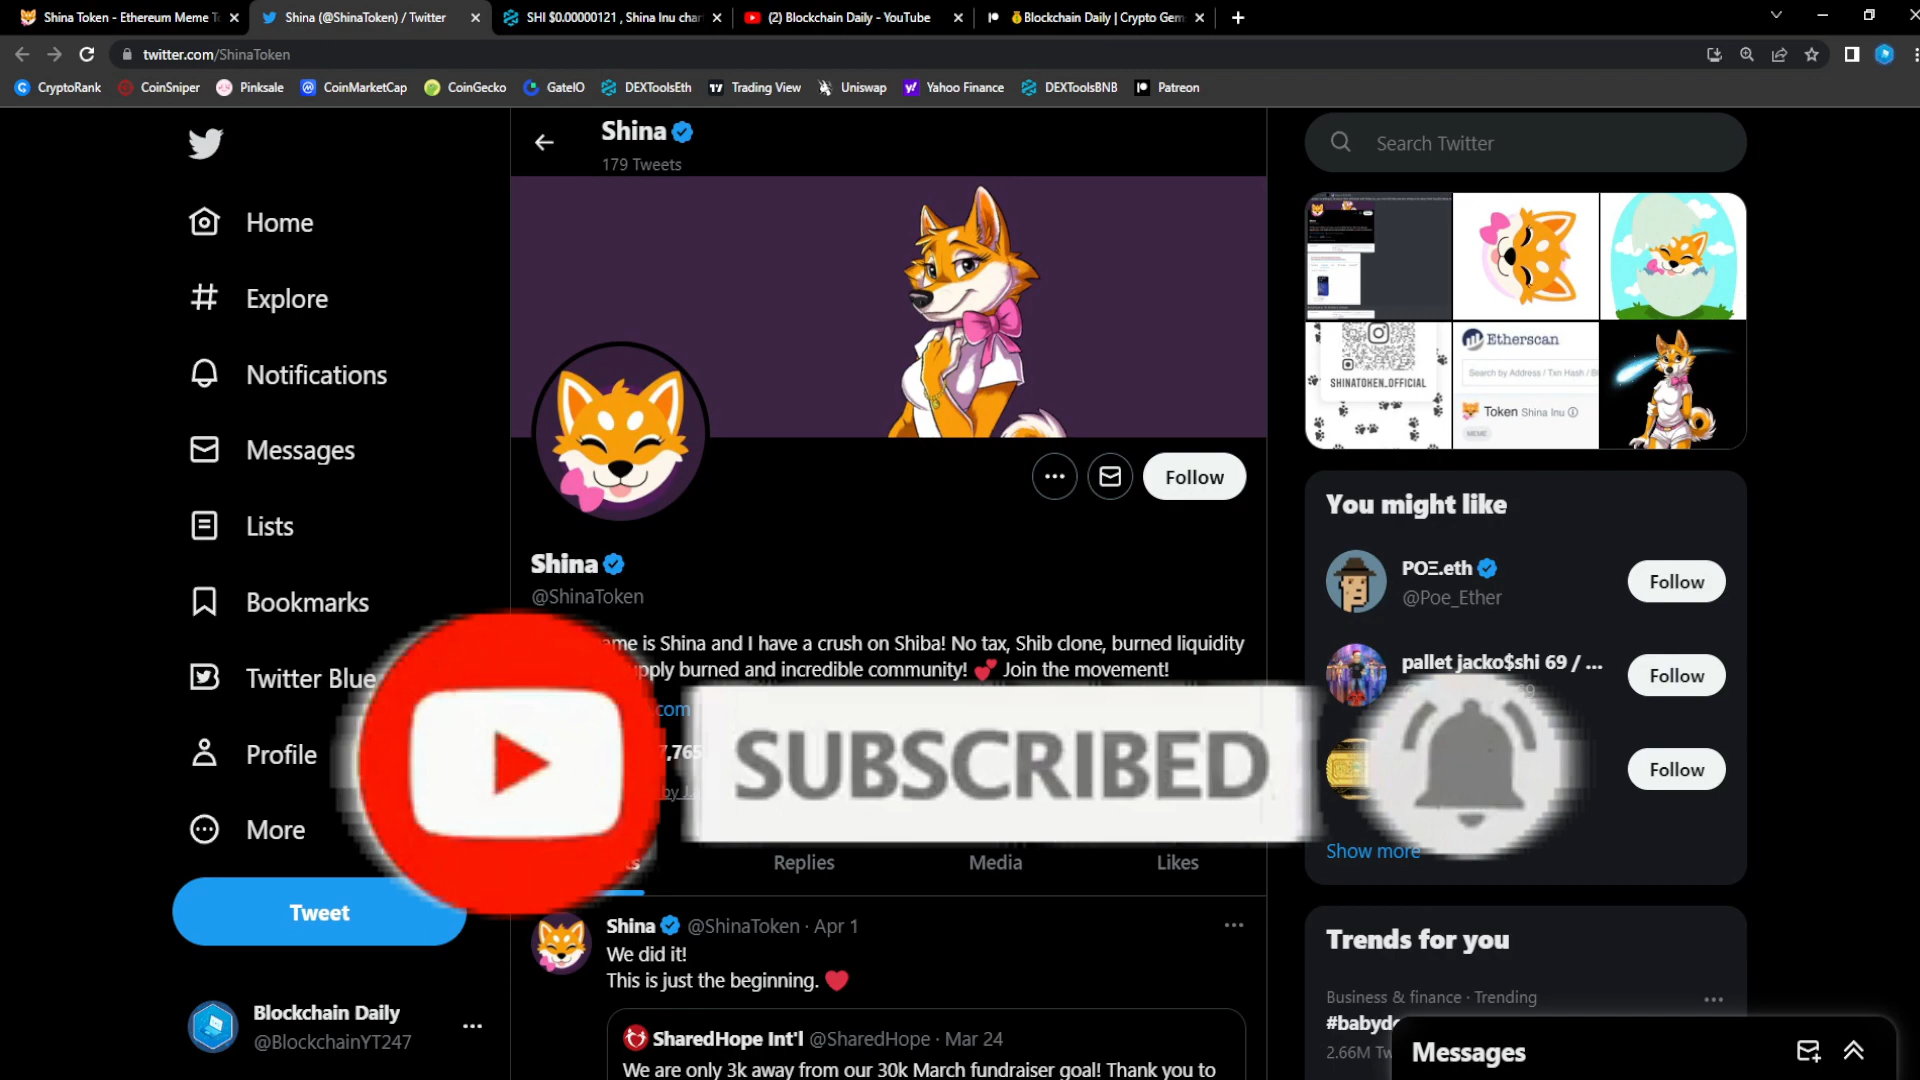 Shina Token - Ethereum Meme T
Shina (@ShinaToken) / Twitter
SHI $0.00000121 , Shina Inu char
(2) Blockchain Daily - YouTube
Blockchain Daily | Crypto Gem
twitter.com/ShinaToken
CryptoRank
CoinSniper
Pinksale
CoinMarketCap
CoinGecko
GateIO
DEXToolsEth
Trading View
Uniswap
Yahoo Finance
DEXToolsBNB
Patreon
Home
Explore
Notifications
Messages
Lists
Bookmarks
Twitter Blue
Profile
More
Tweet
Blockchain Daily
@BlockchainYT247
Shina
179 Tweets
Follow
Shina
@ShinaToken
ame is Shina and I have a crush on Shiba! No tax, Shib clone, burned liquidity
upply burned and incredible community! 💕 Join the movement!
com
7,765
by J
SUBSCRIBED
Replies
Media
Likes
Shina @ShinaToken · Apr 1
We did it!
This is just the beginning. ❤️
SharedHope Int'l @SharedHope · Mar 24
We are only 3k away from our 30k March fundraiser goal! Thank you to
Search Twitter
SHINATOKEN_OFFICIAL
Etherscan
Search by Address / Txn Hash / Bl
Token Shina Inu
MEME
You might like
POΞ.eth
@Poe_Ether
Follow
pallet jacko$shi 69 / ...
Follow
Follow
Show more
Trends for you
Business & finance · Trending
#babydo
2.66M Tw
Messages